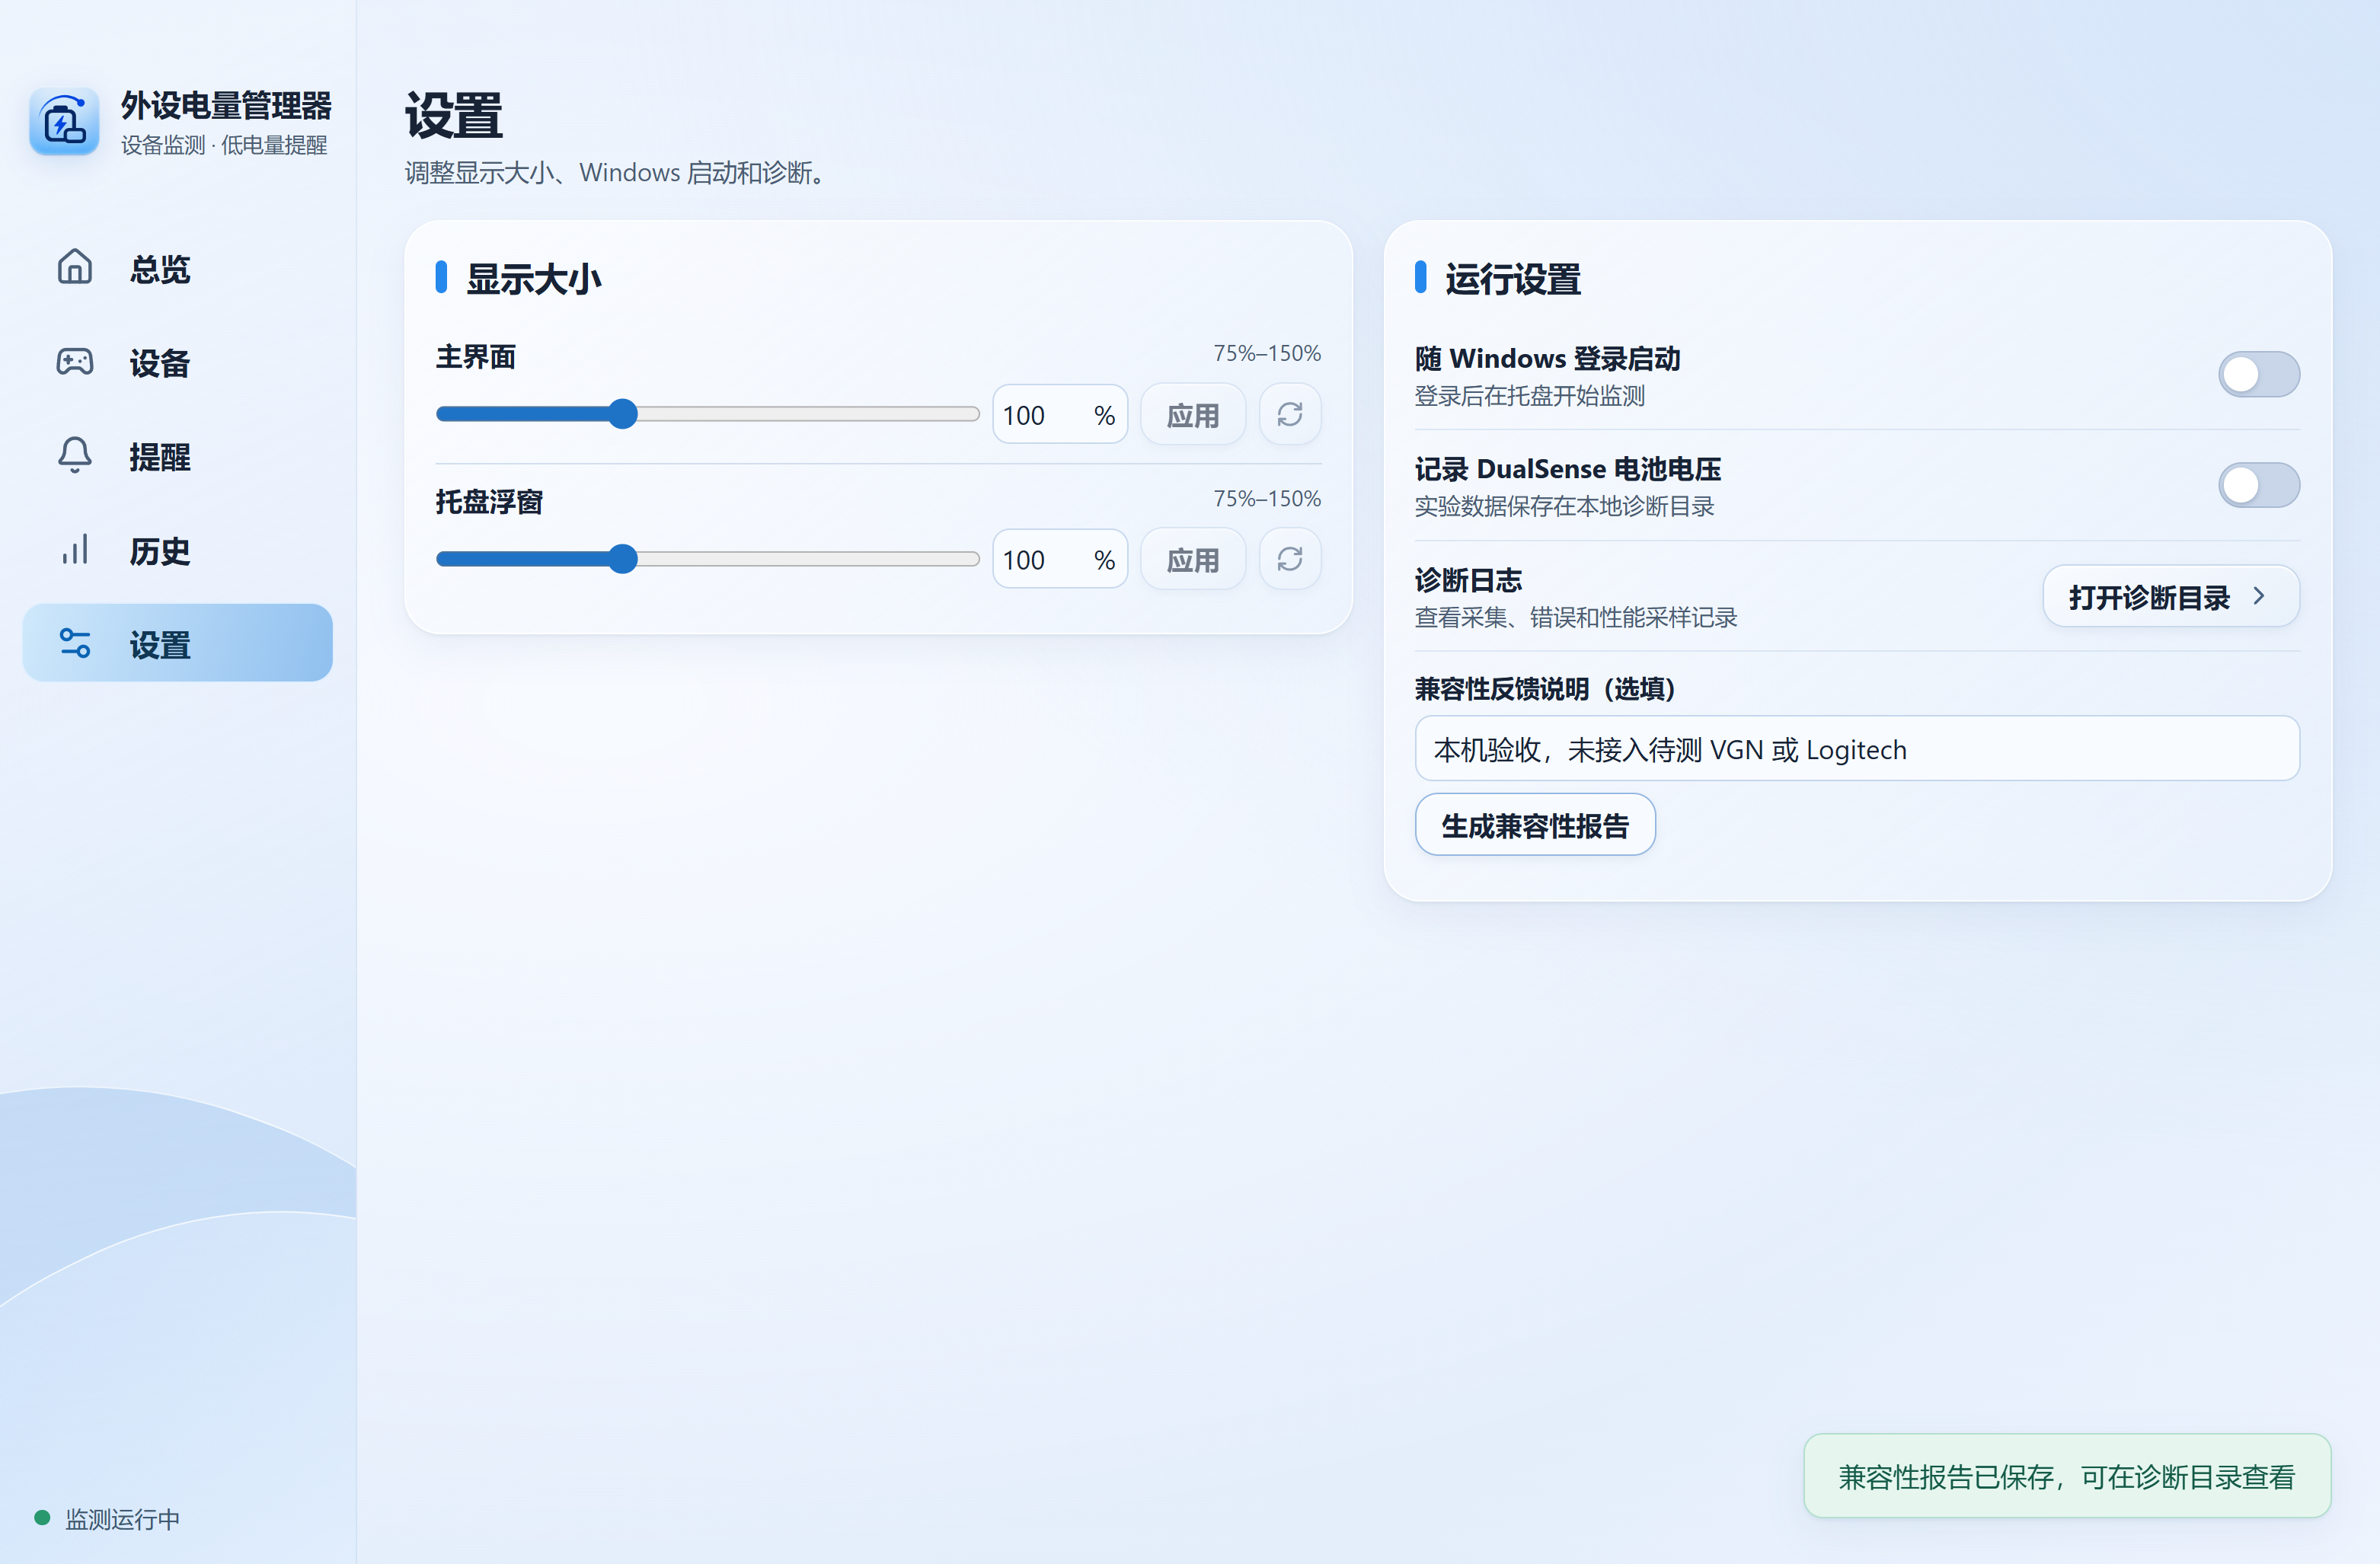 外设电量管理器
设备监测 · 低电量提醒
总览
设备
提醒
历史
设置
监测运行中
设置
调整显示大小、Windows 启动和诊断。
显示大小
主界面
75%–150%
100 %
应用
托盘浮窗
75%–150%
100 %
应用
运行设置
随 Windows 登录启动
登录后在托盘开始监测
记录 DualSense 电池电压
实验数据保存在本地诊断目录
诊断日志
查看采集、错误和性能采样记录
打开诊断目录
兼容性反馈说明（选填）
本机验收，未接入待测 VGN 或 Logitech
生成兼容性报告
兼容性报告已保存，可在诊断目录查看